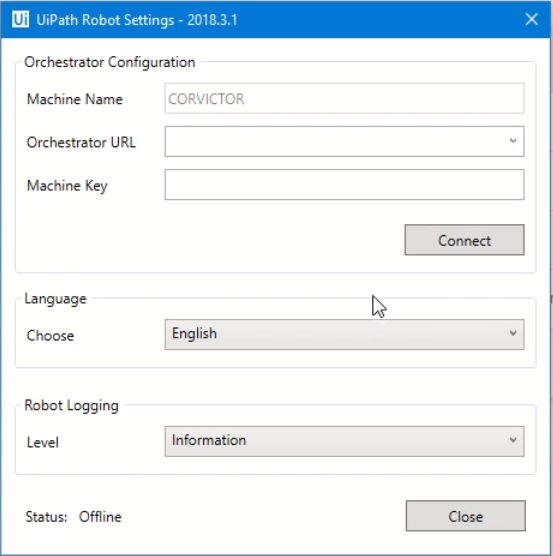 Ui UiPath Robot Settings - 2018.3.1
Orchestrator Configuration
Machine Name CORVICTOR
Orchestrator URL
Machine Key
Connect
Language
Choose English
Robot Logging
Level Information
Status: Offline Close